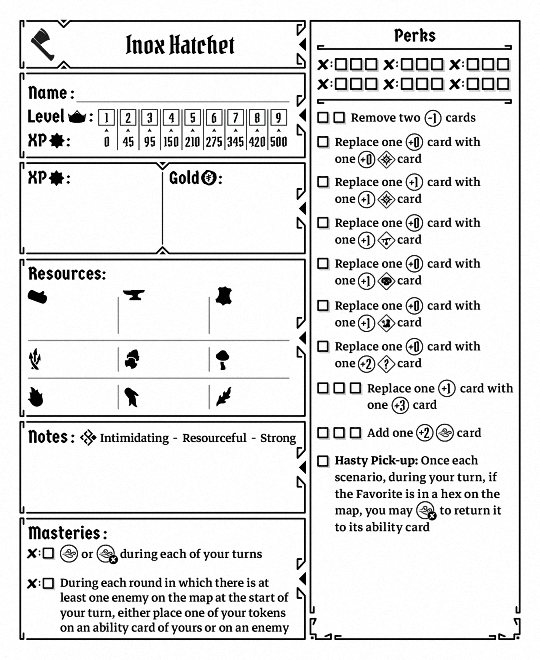 Inox Hatchet
Name:
Level :
1 2 3 4 5 6 7 8 9
XP :
0 45 95 150 210 275 345 420 500
XP :
Gold :
Resources:
Notes: Intimidating - Resourceful - Strong
Masteries:
: or during each of your turns
: During each round in which there is at
least one enemy on the map at the start of
your turn, either place one of your tokens
on an ability card of yours or on an enemy
Perks
: : :
: : :
Remove two -1 cards
Replace one +0 card with
one +0 card
Replace one +1 card with
one +1 card
Replace one +0 card with
one +1 card
Replace one +0 card with
one +1 card
Replace one +0 card with
one +1 card
Replace one +0 card with
one +2 ? card
Replace one +1 card with
one +3 card
Add one +2 card
Hasty Pick-up: Once each
scenario, during your turn, if
the Favorite is in a hex on the
map, you may to return it
to its ability card